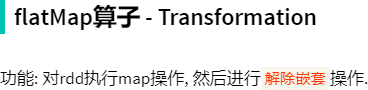 flatMap算子 - Transformation
功能: 对rdd执行map操作, 然后进行 解除嵌套 操作.